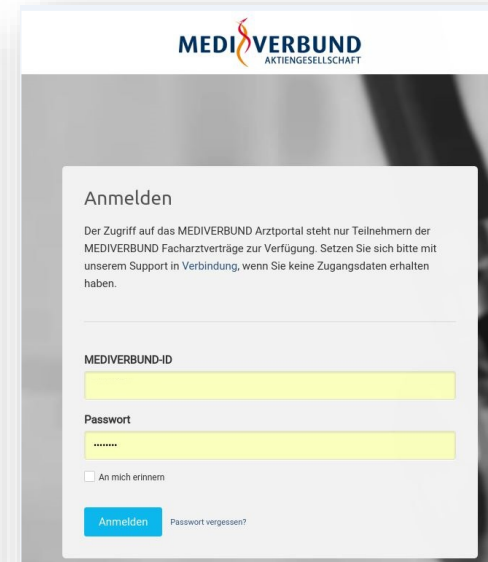 MEDIVERBUND
AKTIENGESELLSCHAFT
Anmelden
Der Zugriff auf das MEDIVERBUND Arztportal steht nur Teilnehmern der
MEDIVERBUND Facharztverträge zur Verfügung. Setzen Sie sich bitte mit
unserem Support in Verbindung, wenn Sie keine Zugangsdaten erhalten
haben.
MEDIVERBUND-ID
Passwort
........
An mich erinnern
Anmelden Passwort vergessen?